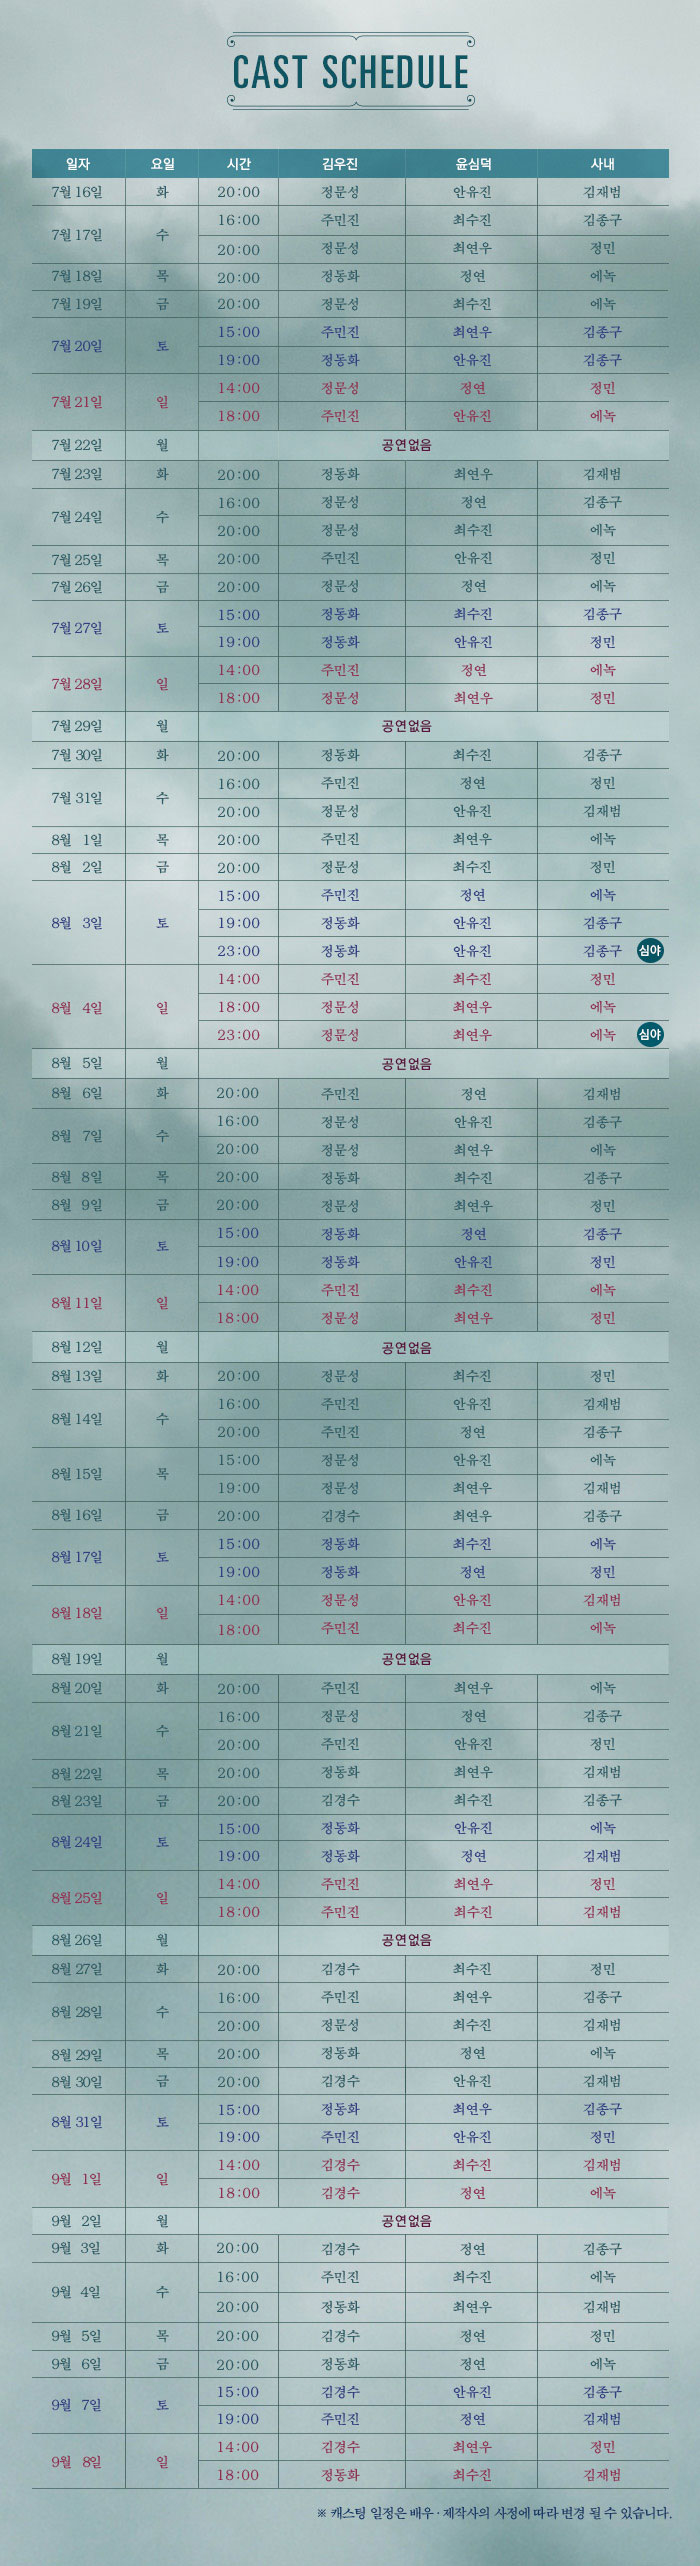 CAST SCHEDULE
일자 요일 시간 김우진 윤심덕 사내
7월 16일 화 20:00 정문성 안유진 김재범
7월 17일 수 16:00 주민진 최수진 김종구
20:00 정문성 최연우 정민
7월 18일 목 20:00 정동화 정연 에녹
7월 19일 금 20:00 정문성 최수진 에녹
7월 20일 토 15:00 주민진 최연우 김종구
19:00 정동화 안유진 김종구
7월 21일 일 14:00 정문성 정연 정민
18:00 주민진 안유진 에녹
7월 22일 월 공연없음
7월 23일 화 20:00 정동화 최연우 김재범
7월 24일 수 16:00 정문성 정연 김종구
20:00 정문성 최수진 에녹
7월 25일 목 20:00 주민진 안유진 정민
7월 26일 금 20:00 정문성 정연 에녹
7월 27일 토 15:00 정동화 최수진 김종구
19:00 정동화 안유진 정민
7월 28일 일 14:00 주민진 정연 에녹
18:00 정문성 최연우 정민
7월 29일 월 공연없음
7월 30일 화 20:00 정동화 최수진 김종구
7월 31일 수 16:00 주민진 정연 정민
20:00 정문성 안유진 김재범
8월 1일 목 20:00 주민진 최연우 에녹
8월 2일 금 20:00 정문성 최수진 정민
8월 3일 토 15:00 주민진 정연 에녹
19:00 정동화 안유진 김종구
23:00 정동화 안유진 김종구 심야
8월 4일 일 14:00 주민진 최수진 정민
18:00 정문성 최연우 에녹
23:00 정문성 최연우 에녹 심야
8월 5일 월 공연없음
8월 6일 화 20:00 주민진 정연 김재범
8월 7일 수 16:00 정문성 안유진 김종구
20:00 정문성 최연우 에녹
8월 8일 목 20:00 정동화 최수진 김종구
8월 9일 금 20:00 정문성 최연우 정민
8월 10일 토 15:00 정동화 정연 김종구
19:00 정동화 안유진 정민
8월 11일 일 14:00 주민진 최수진 에녹
18:00 정문성 최연우 정민
8월 12일 월 공연없음
8월 13일 화 20:00 정문성 최수진 정민
8월 14일 수 16:00 주민진 안유진 김재범
20:00 주민진 정연 김종구
8월 15일 목 15:00 정문성 안유진 에녹
19:00 정문성 최연우 김재범
8월 16일 금 20:00 김경수 최연우 김종구
8월 17일 토 15:00 정동화 최수진 에녹
19:00 정동화 정연 정민
8월 18일 일 14:00 정문성 안유진 김재범
18:00 주민진 최수진 에녹
8월 19일 월 공연없음
8월 20일 화 20:00 주민진 최연우 에녹
8월 21일 수 16:00 정문성 정연 김종구
20:00 주민진 안유진 정민
8월 22일 목 20:00 정동화 최연우 김재범
8월 23일 금 20:00 김경수 최수진 김종구
8월 24일 토 15:00 정동화 안유진 에녹
19:00 정동화 정연 김재범
8월 25일 일 14:00 주민진 최연우 정민
18:00 주민진 최수진 김재범
8월 26일 월 공연없음
8월 27일 화 20:00 김경수 최수진 정민
8월 28일 수 16:00 주민진 최연우 김종구
20:00 정문성 최수진 김재범
8월 29일 목 20:00 정동화 정연 에녹
8월 30일 금 20:00 김경수 안유진 김재범
8월 31일 토 15:00 정동화 최연우 김종구
19:00 주민진 안유진 정민
9월 1일 일 14:00 김경수 최수진 김재범
18:00 김경수 정연 에녹
9월 2일 월 공연없음
9월 3일 화 20:00 김경수 정연 김종구
9월 4일 수 16:00 주민진 최수진 에녹
20:00 정동화 최연우 김재범
9월 5일 목 20:00 김경수 정연 정민
9월 6일 금 20:00 정동화 정연 에녹
9월 7일 토 15:00 김경수 안유진 김종구
19:00 주민진 정연 김재범
9월 8일 일 14:00 김경수 최연우 정민
18:00 정동화 최수진 김재범
※ 캐스팅 일정은 배우·제작사의 사정에 따라 변경 될 수 있습니다.